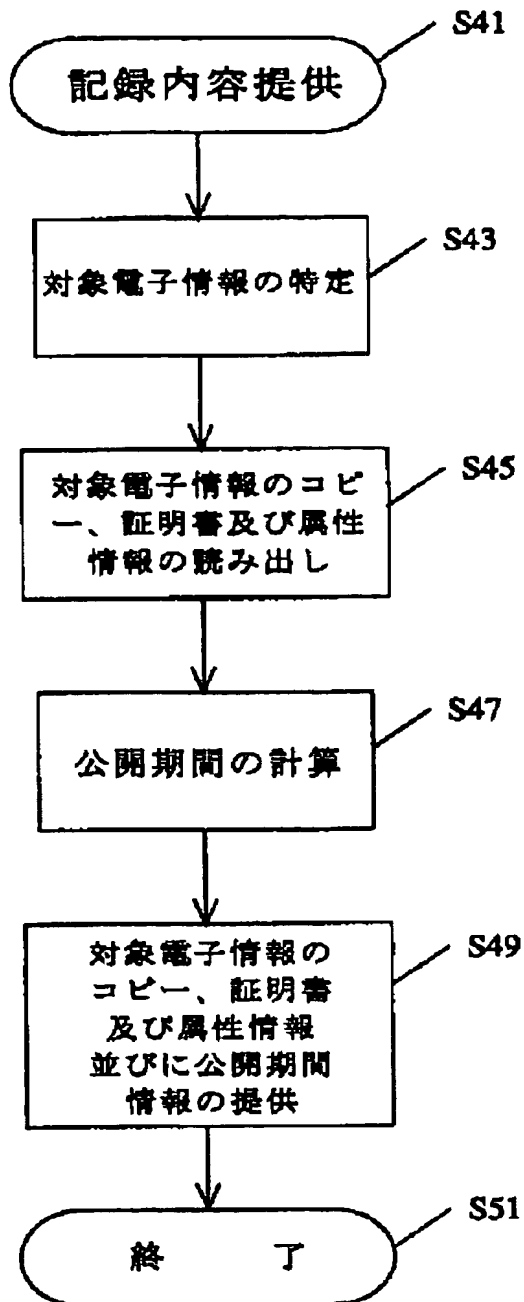 S41
記録内容提供
S43
対象電子情報の特定
S45
対象電子情報のコピ
ー、証明書及び属性
情報の読み出し
S47
公開期間の計算
S49
対象電子情報の
コピー、証明書
及び属性情報
並びに公開期間
情報の提供
S51
終 了